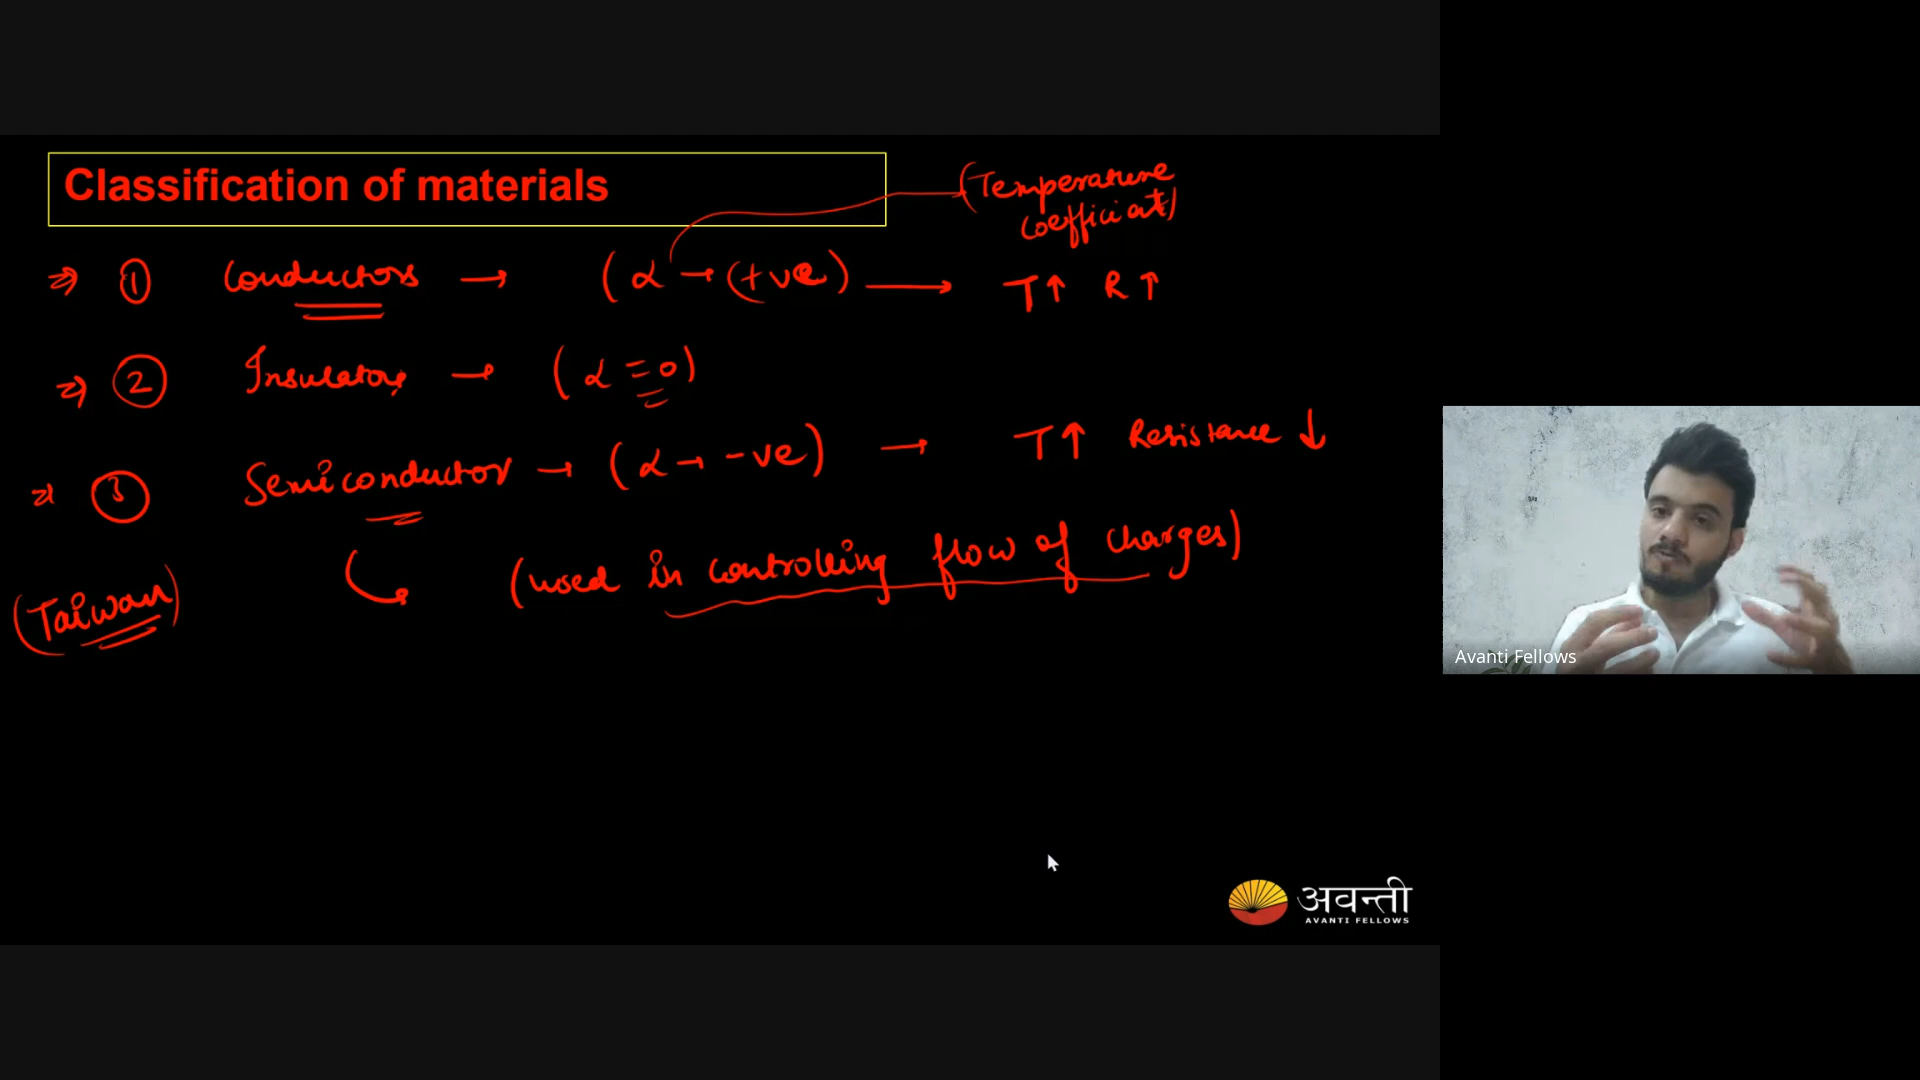 Classification of materials
(Temperature
coefficient)
⇒ ① Conductors → (α → (+ve)) → T↑ R↑
⇒ ② Insulators → (α = 0)
⇒ ③ Semiconductor → (α → -ve) → T↑ Resistance ↓
(used in controlling flow of charges)
(Taiwan)
Avanti Fellows
अवन्ती
AVANTI FELLOWS